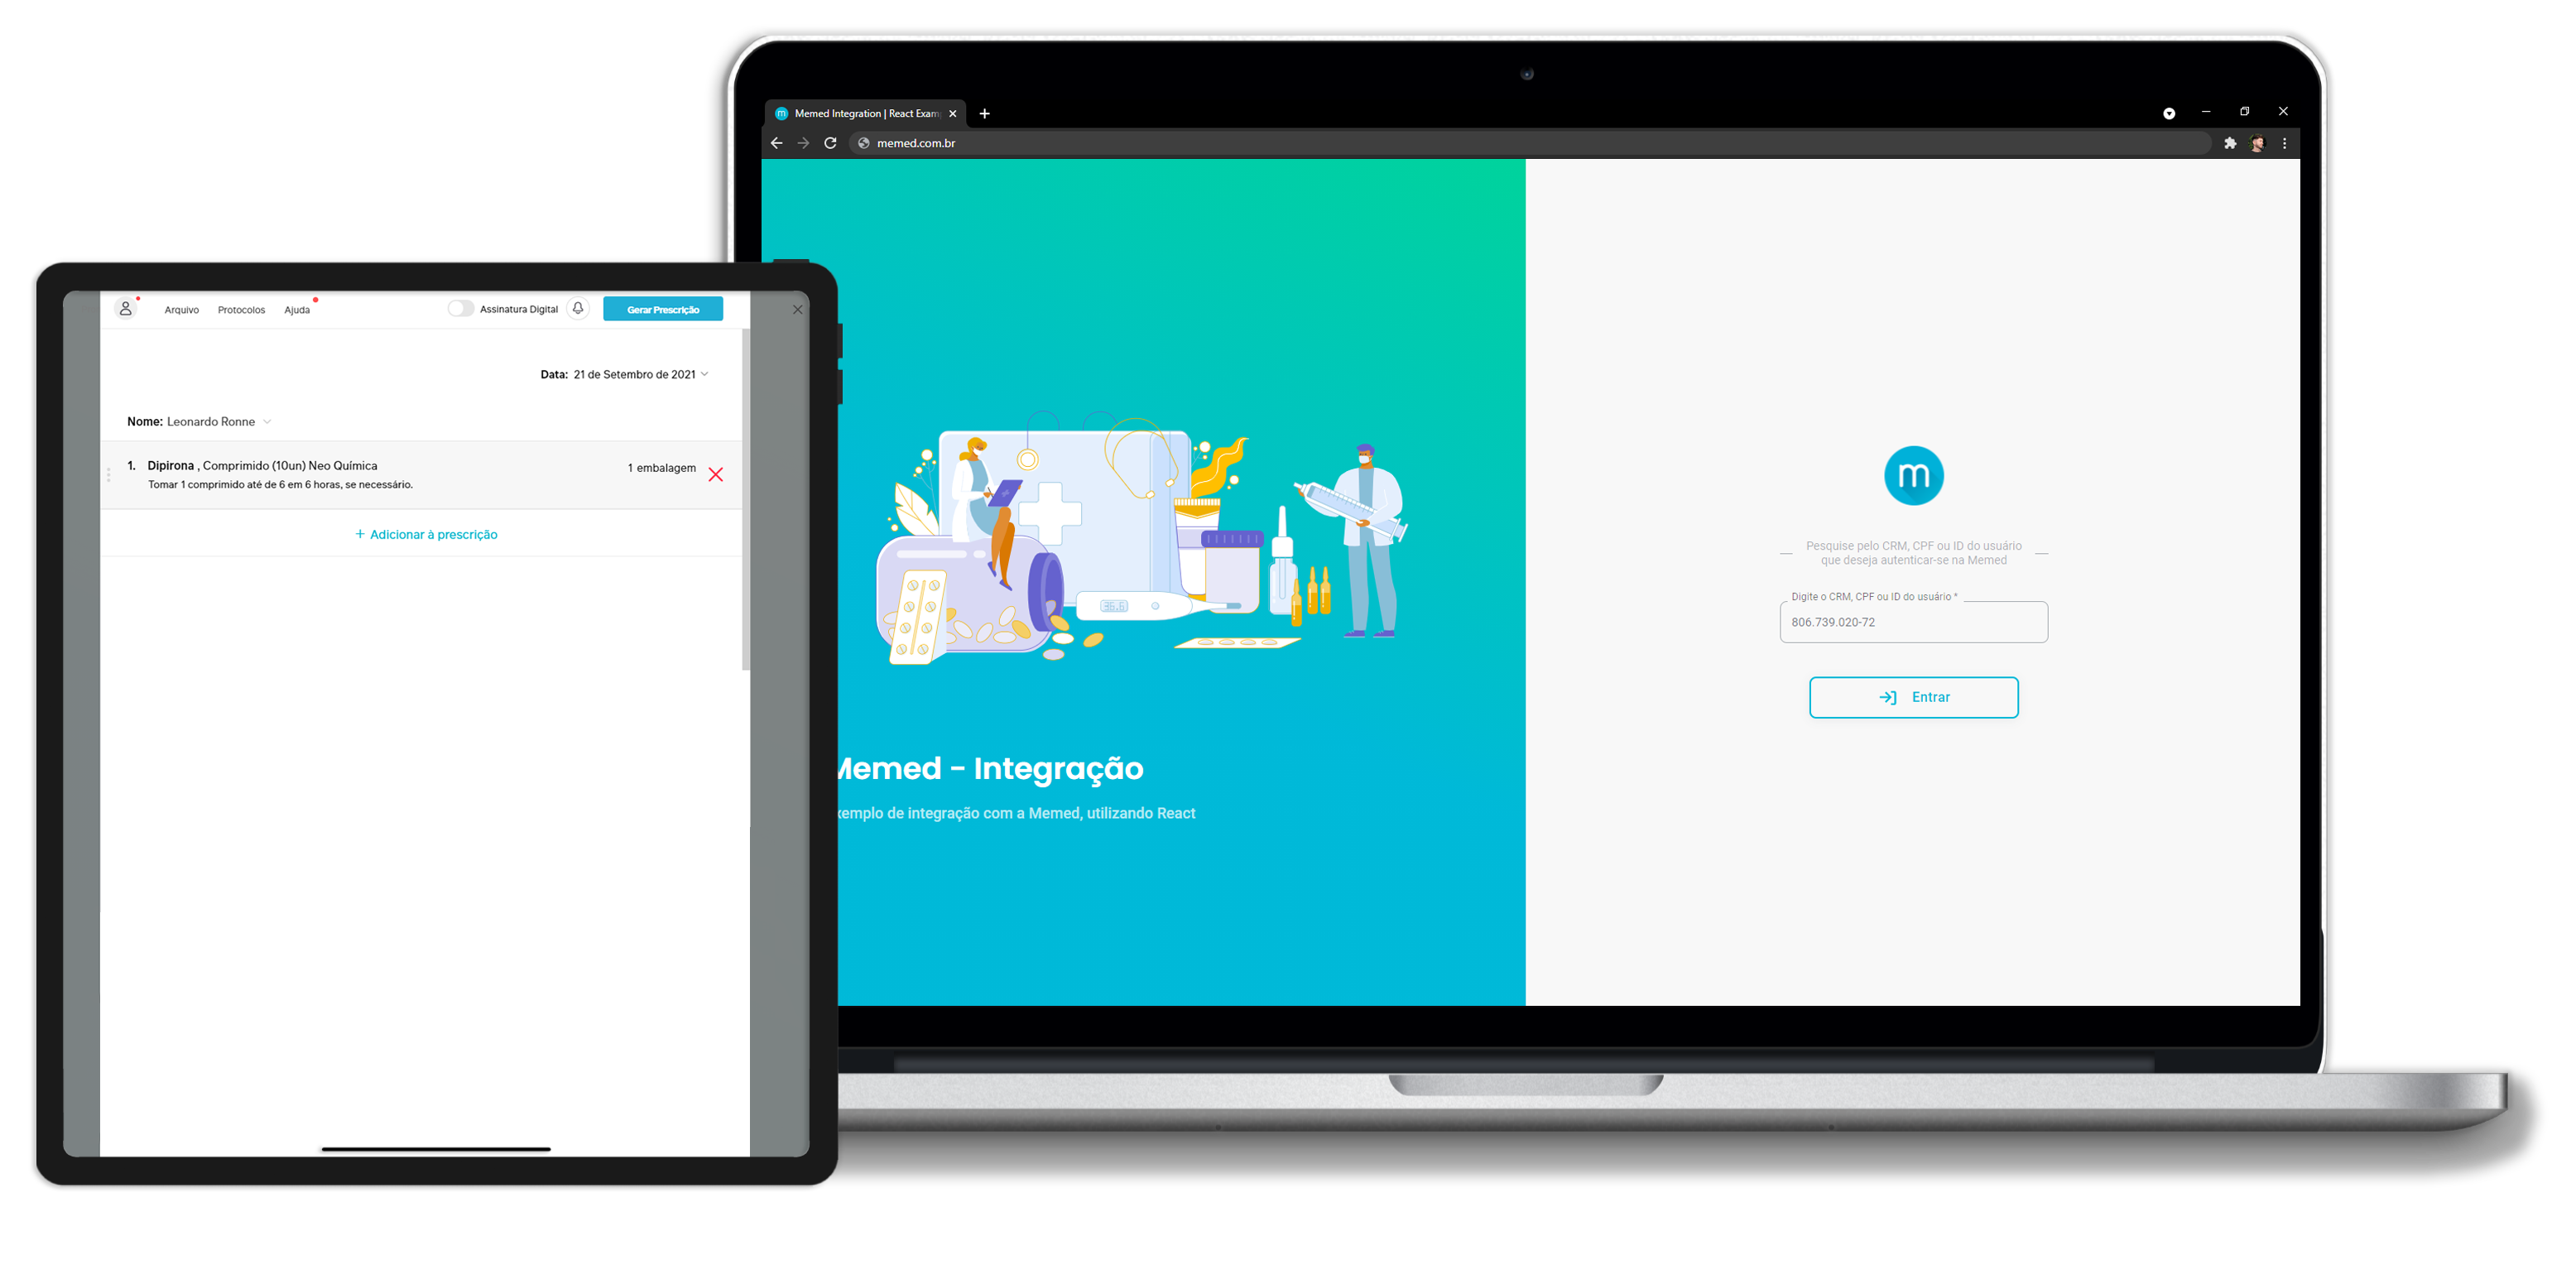 Memed Integration | React Exam
memed.com.br
Arquivo Protocolos Ajuda Assinatura Digital Gerar Prescrição
Data: 21 de Setembro de 2021
Nome: Leonardo Ronne
1. Dipirona , Comprimido (10un) Neo Química 1 embalagem
Tomar 1 comprimido até de 6 em 6 horas, se necessário.
+ Adicionar à prescrição
36.6
Memed - Integração
xemplo de integração com a Memed, utilizando React
m
Pesquise pelo CRM, CPF ou ID do usuário
que deseja autenticar-se na Memed
Digite o CRM, CPF ou ID do usuário *
806.739.020-72
Entrar